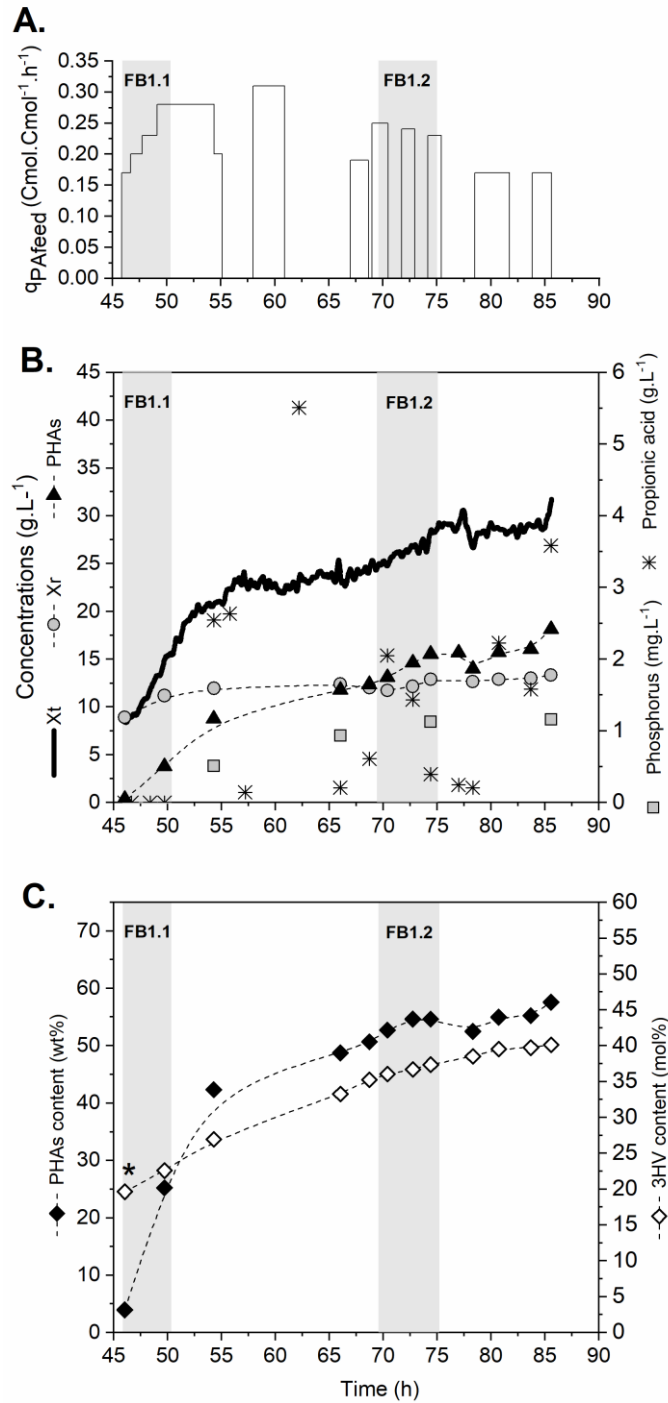 A.
qPAfeed (Cmol.Cmol-1.h-1)
0.35
0.30
0.25
0.20
0.15
0.10
0.05
0.00
FB1.1
FB1.2
45 50 55 60 65 70 75 80 85 90
B.
Concentrations (g.L-1)
Xt
Xr
PHAs
45
40
35
30
25
20
15
10
5
0
FB1.1
FB1.2
6
5
4
3
2
1
0
Propionic acid (g.L-1)
Phosphorus (mg.L-1)
45 50 55 60 65 70 75 80 85 90
C.
PHAs content (wt%)
70
60
50
40
30
20
10
0
FB1.1
FB1.2
*
60
55
50
45
40
35
30
25
20
15
10
5
0
3HV content (mol%)
45 50 55 60 65 70 75 80 85 90
Time (h)